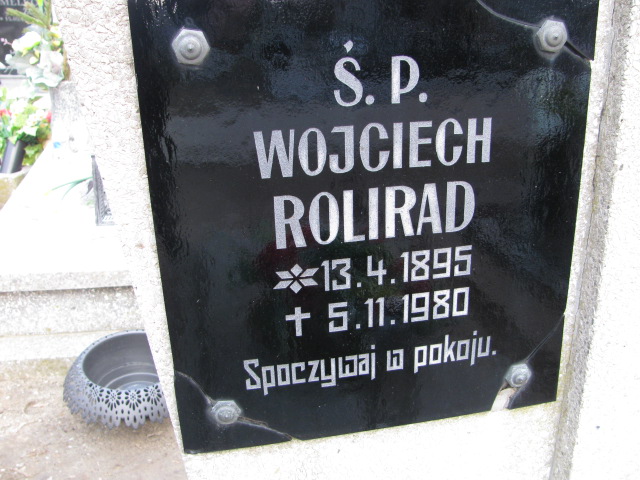 Ś. P.
WOJCIECH
ROLIRAD
13.4.1895
5.11.1980
Spoczywaj w pokoju.